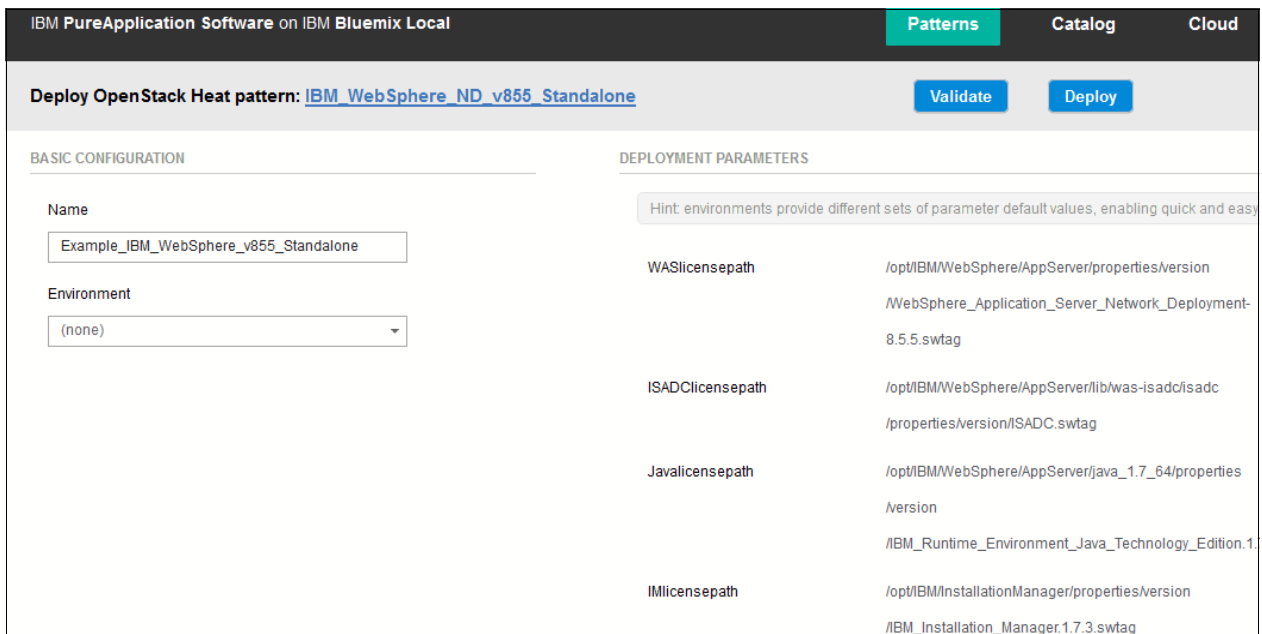 IBM PureApplication Software on IBM Bluemix Local
Patterns Catalog Cloud
Deploy OpenStack Heat pattern: IBM_WebSphere_ND_v855_Standalone
Validate Deploy
BASIC CONFIGURATION
Name
Example_IBM_WebSphere_v855_Standalone
Environment
(none)
DEPLOYMENT PARAMETERS
Hint: environments provide different sets of parameter default values, enabling quick and easy
WASlicensepath /opt/IBM/WebSphere/AppServer/properties/version
/WebSphere_Application_Server_Network_Deployment-
8.5.5.swtag
ISADClicensepath /opt/IBM/WebSphere/AppServer/lib/was-isadc/isadc
/properties/version/ISADC.swtag
Javalicensepath /opt/IBM/WebSphere/AppServer/java_1.7_64/properties
/version
/IBM_Runtime_Environment_Java_Technology_Edition.1.
IMlicensepath /opt/IBM/InstallationManager/properties/version
/IBM_Installation_Manager.1.7.3.swtag